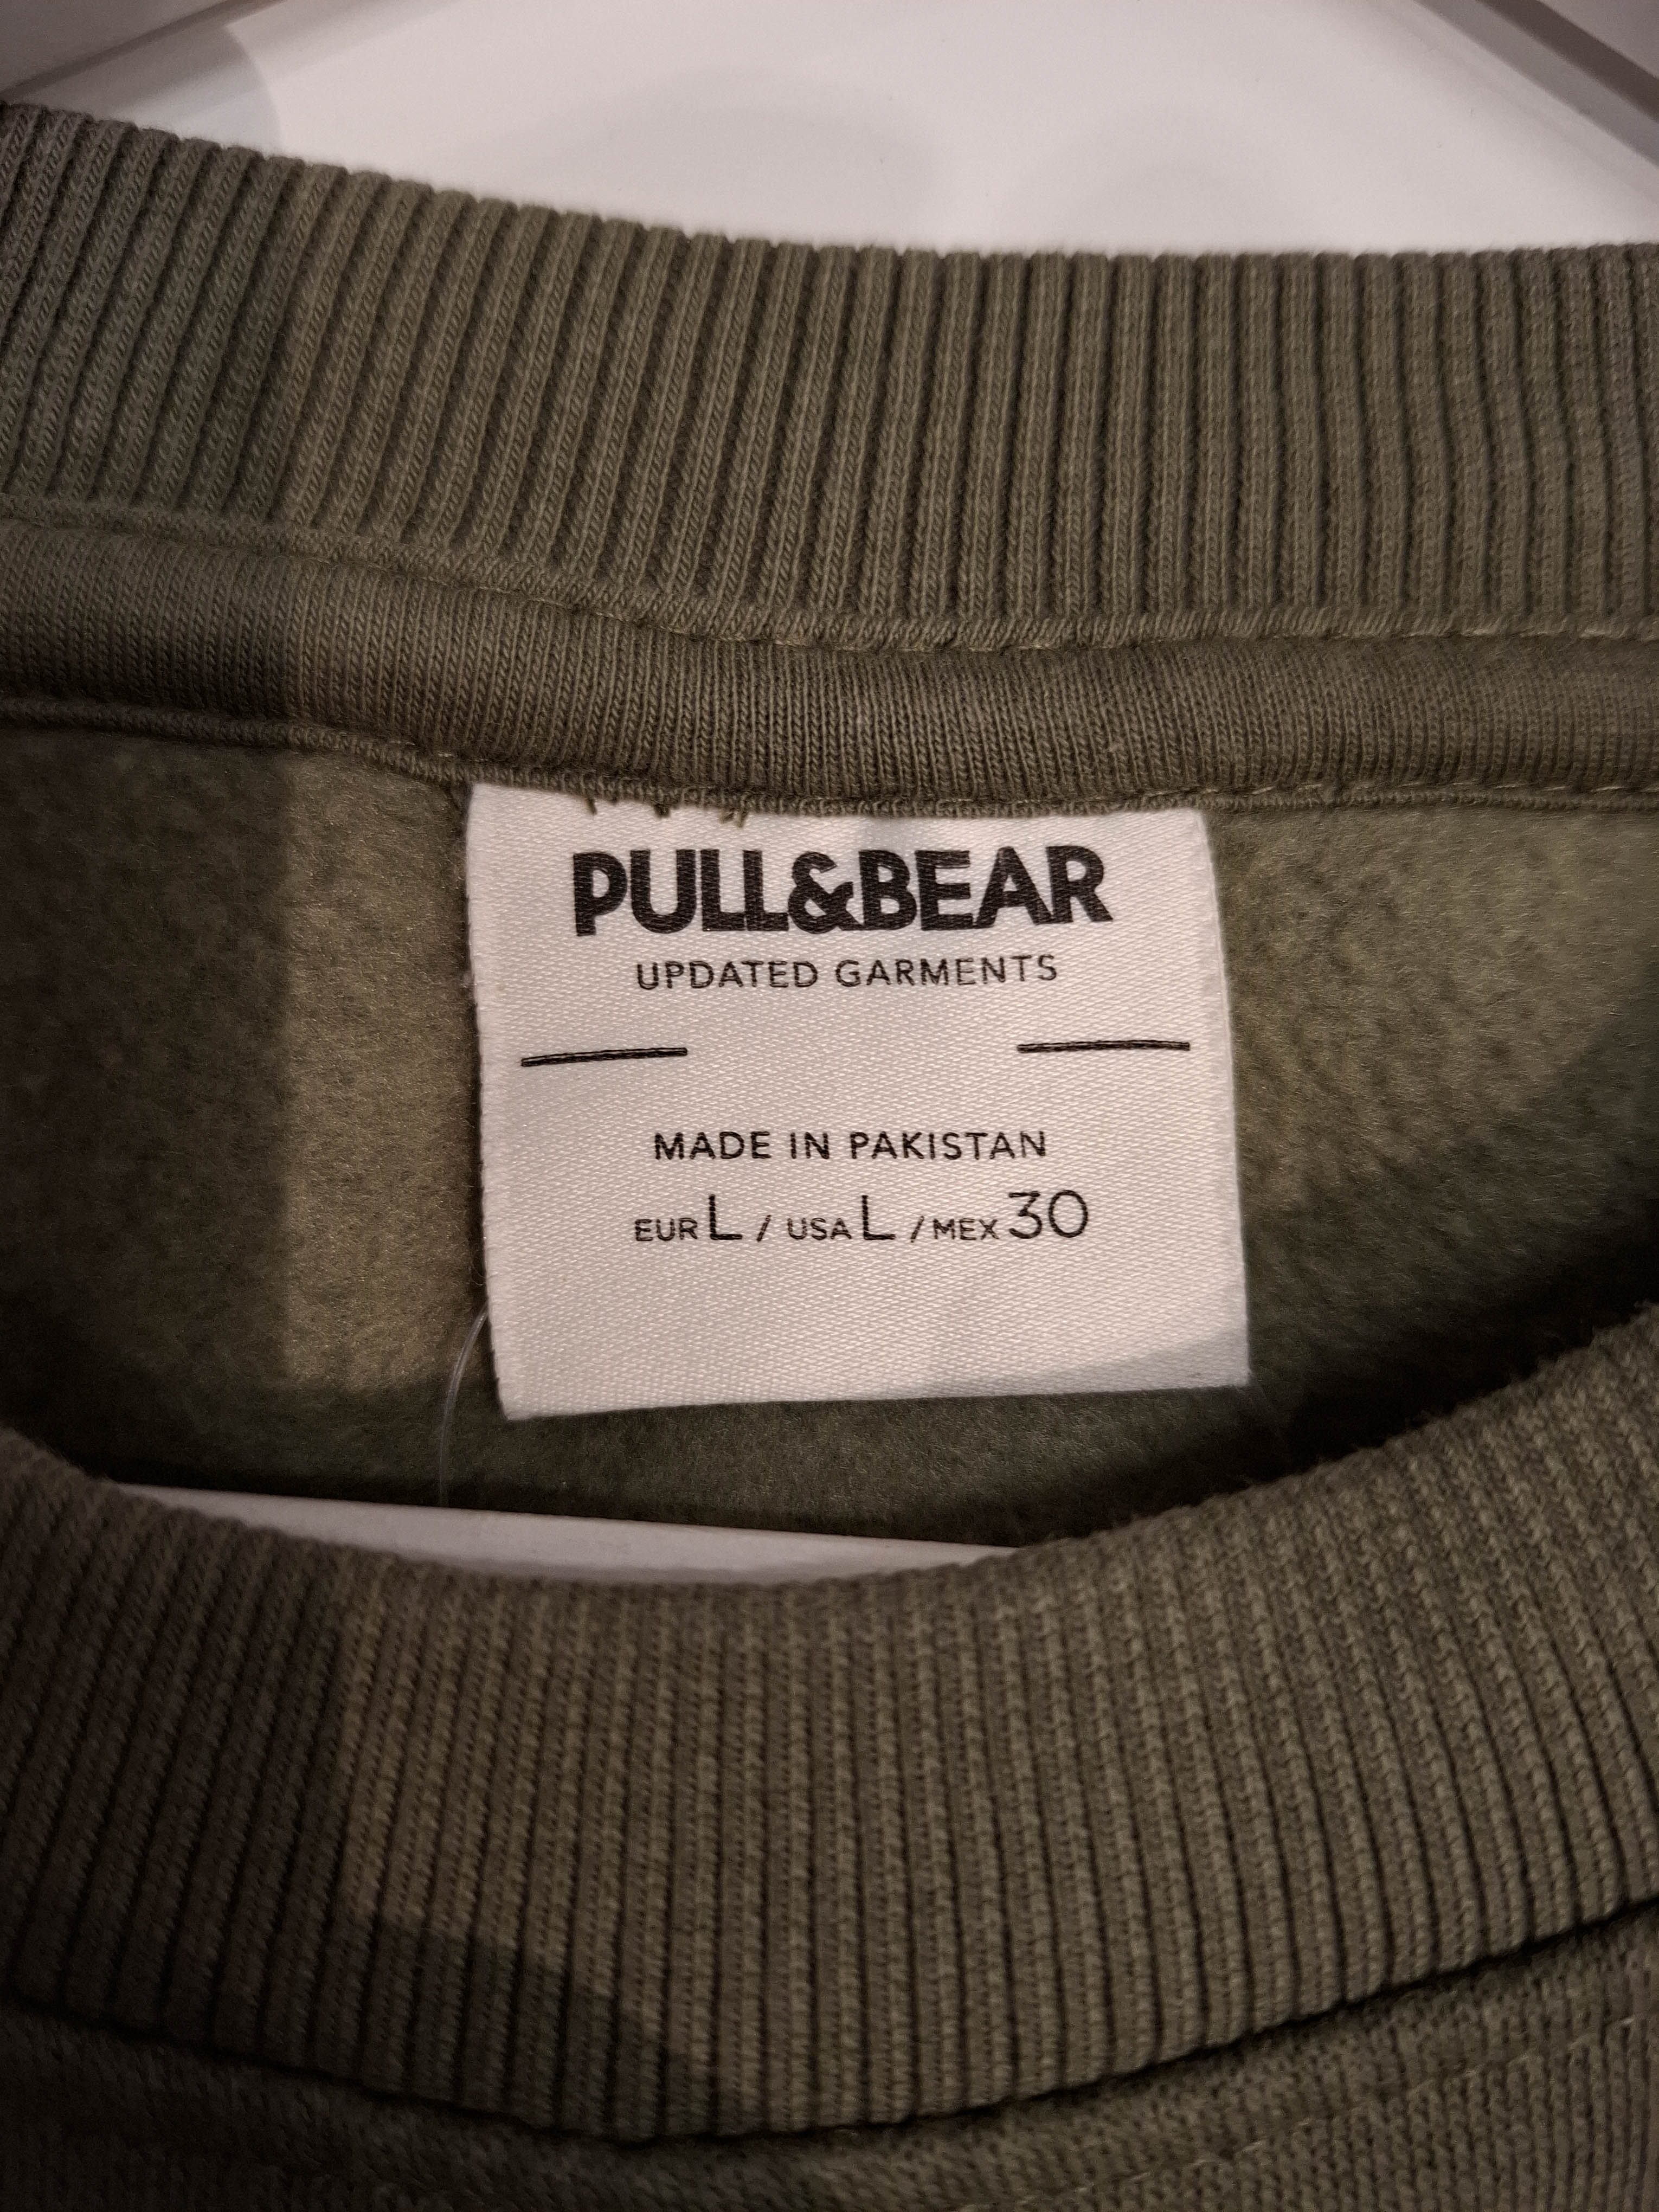 PULL&BEAR
UPDATED GARMENTS
MADE IN PAKISTAN
EUR L / USA L / MEX 30